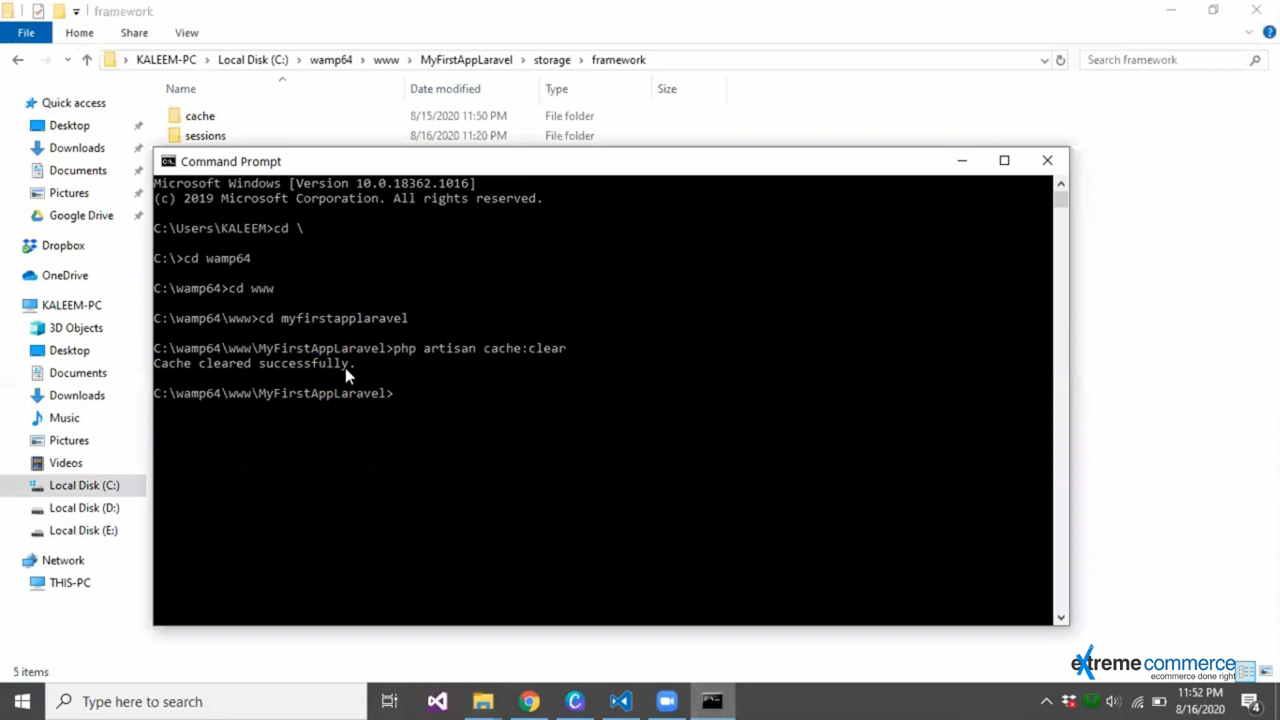 framework
File Home Share View
KALEEM-PC Local Disk (C:) wamp64 www MyFirstAppLaravel storage framework
Search framework
Name Date modified Type Size
Quick access
Desktop
Downloads
Documents
Pictures
Google Drive
Dropbox
OneDrive
KALEEM-PC
3D Objects
Desktop
Documents
Downloads
Music
Pictures
Videos
Local Disk (C:)
Local Disk (D:)
Local Disk (E:)
Network
THIS-PC
cache 8/15/2020 11:50 PM File folder
sessions 8/16/2020 11:20 PM File folder
Command Prompt
Microsoft Windows [Version 10.0.18362.1016]
(c) 2019 Microsoft Corporation. All rights reserved.
C:\Users\KALEEM>cd \
C:\>cd wamp64
C:\wamp64>cd www
C:\wamp64\www>cd myfirstapplaravel
C:\wamp64\www\MyFirstAppLaravel>php artisan cache:clear
Cache cleared successfully.
C:\wamp64\www\MyFirstAppLaravel>
5 items
extreme commerce
ecommerce done right
Type here to search
11:52 PM
8/16/2020
4